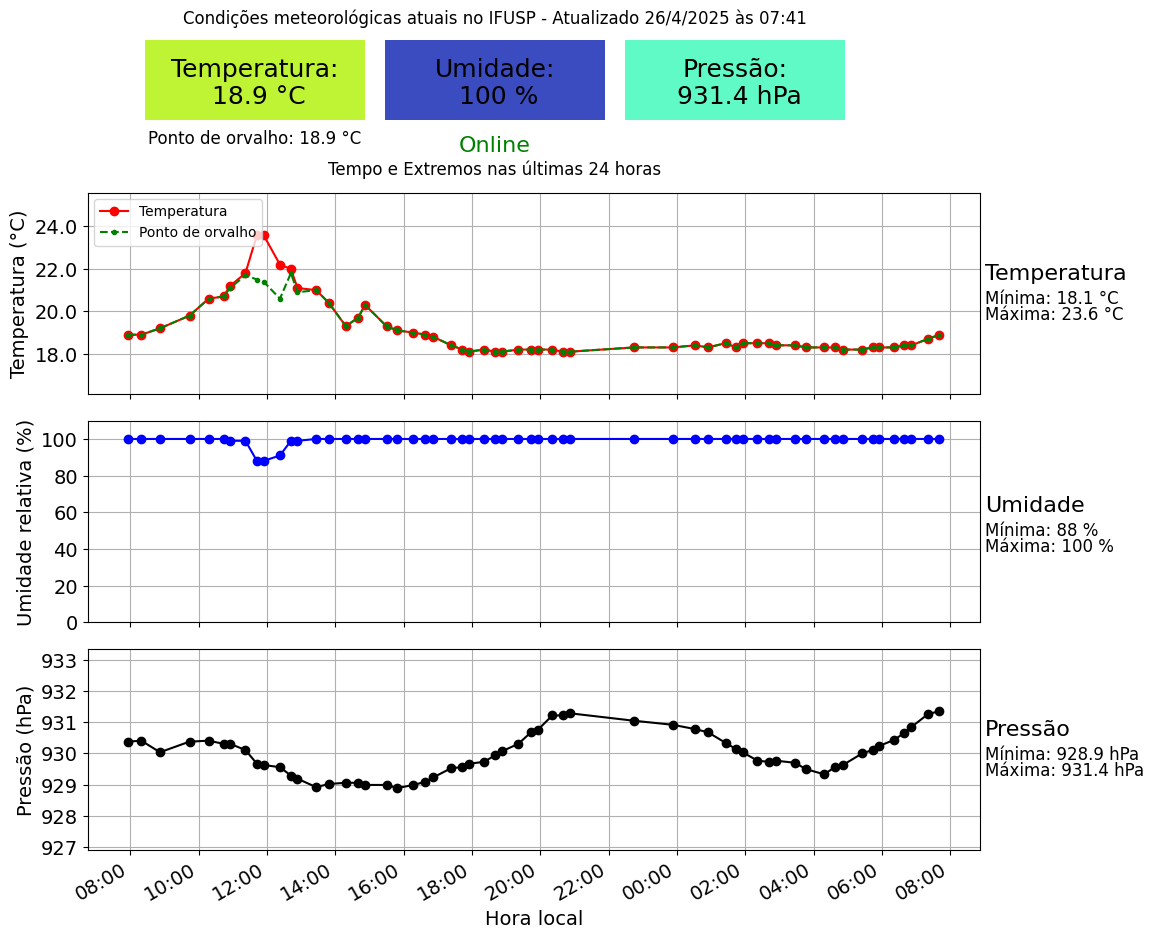 Condições meteorológicas atuais no IFUSP - Atualizado 26/4/2025 às 07:41
Temperatura:
18.9 °C
Umidade:
100 %
Pressão:
931.4 hPa
Ponto de orvalho: 18.9 °C
Online
Tempo e Extremos nas últimas 24 horas
Temperatura (°C)
24.0
22.0
20.0
18.0
Temperatura
Ponto de orvalho
Temperatura
Mínima: 18.1 °C
Máxima: 23.6 °C
Umidade relativa (%)
100
80
60
40
20
0
Umidade
Mínima: 88 %
Máxima: 100 %
Pressão (hPa)
933
932
931
930
929
928
927
Pressão
Mínima: 928.9 hPa
Máxima: 931.4 hPa
08:00
10:00
12:00
14:00
16:00
18:00
20:00
22:00
00:00
02:00
04:00
06:00
08:00
Hora local